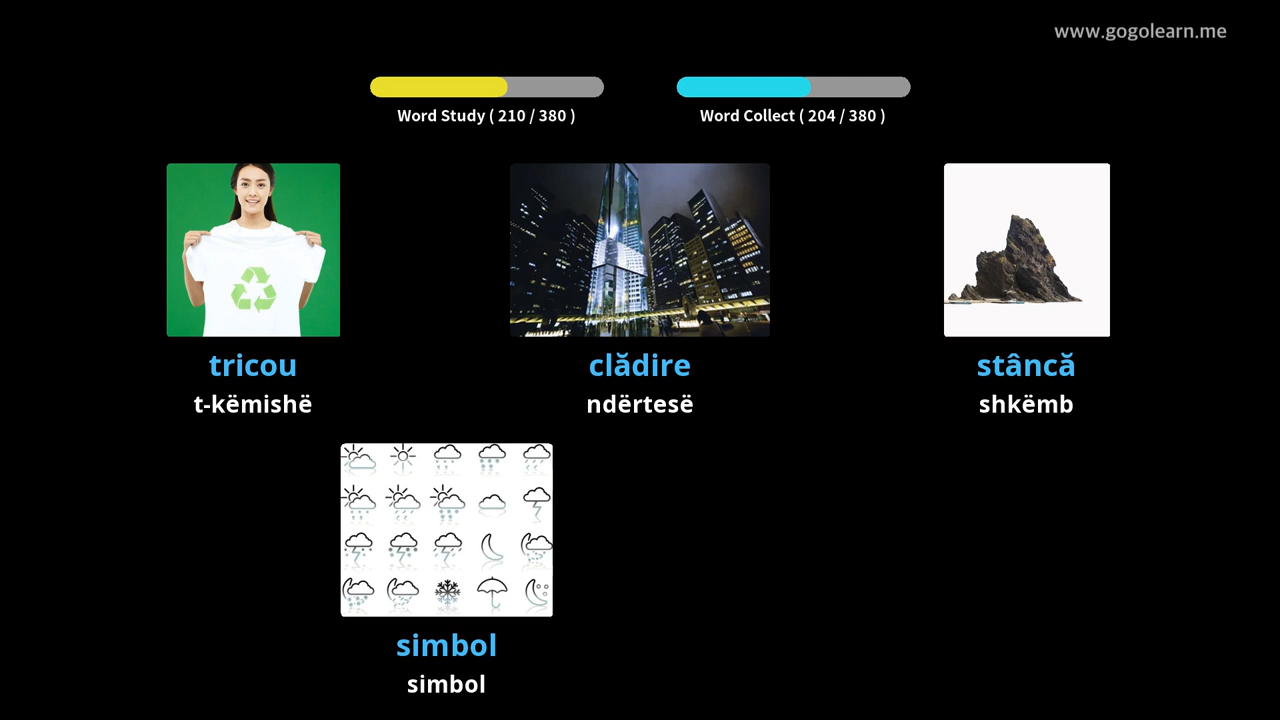 www.gogolearn.me
Word Study ( 210 / 380 )
Word Collect ( 204 / 380 )
tricou
t-këmishë
clădire
ndërtesë
stâncă
shkëmb
simbol
simbol